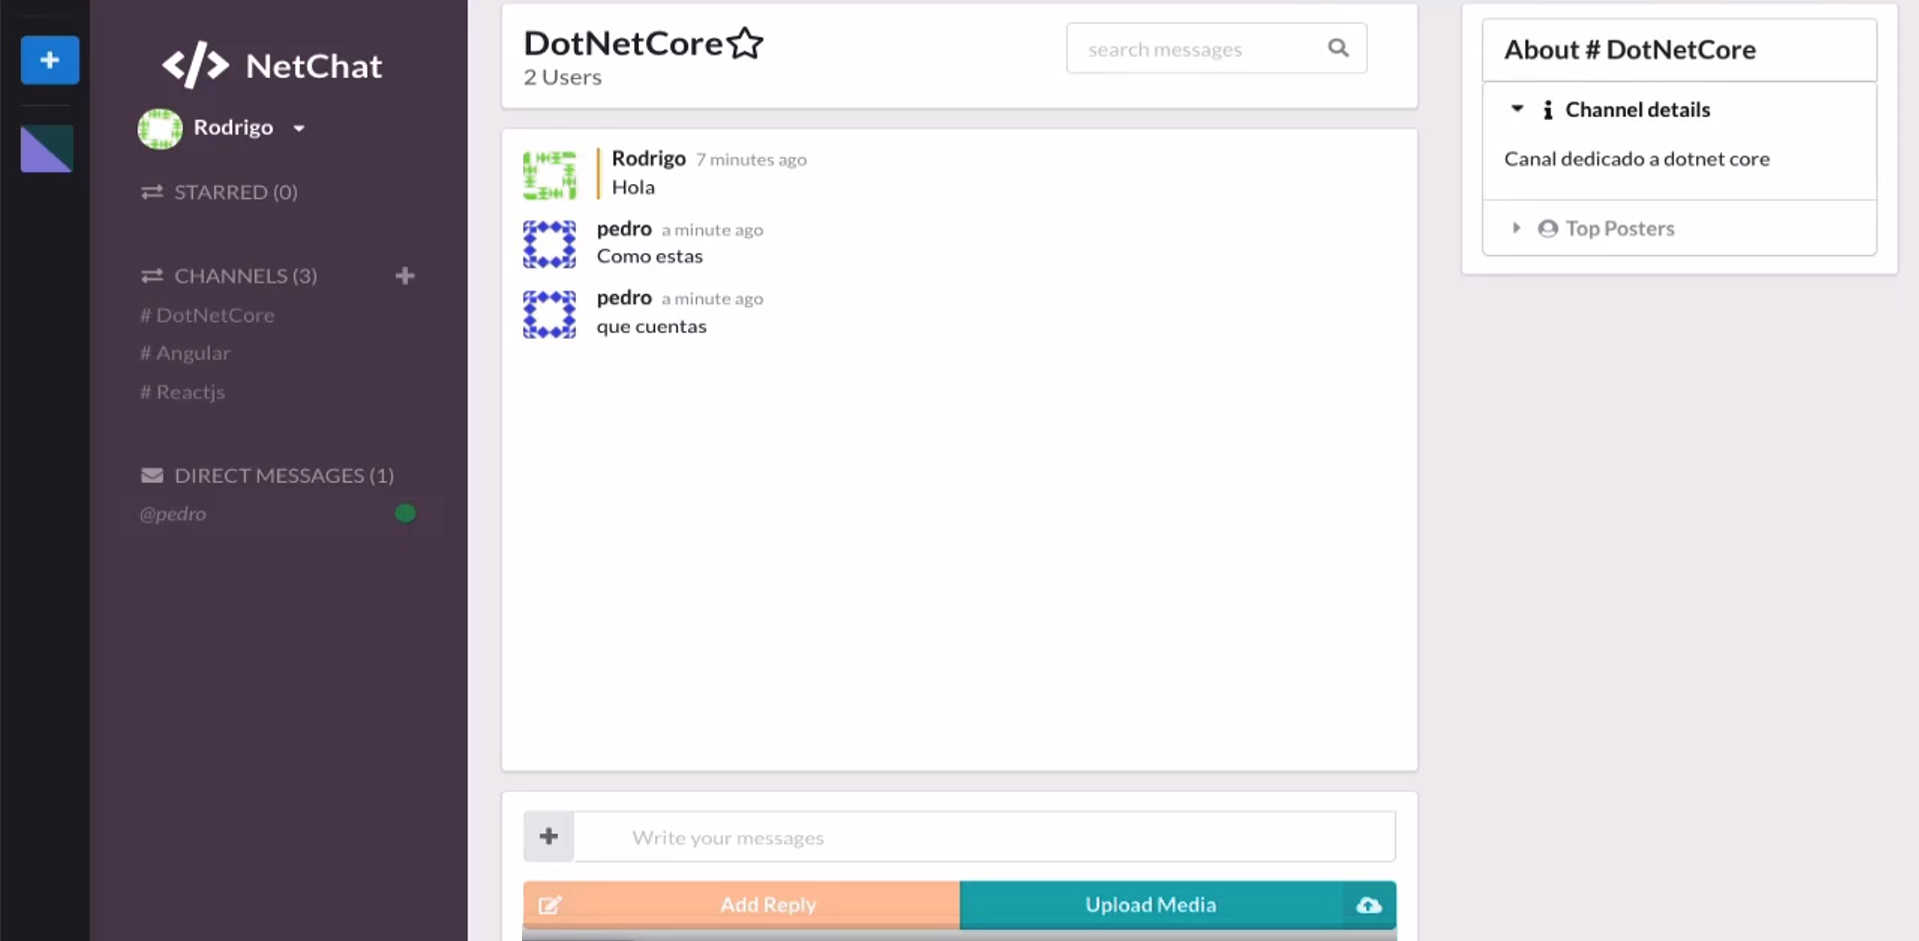 </> NetChat
Rodrigo
STARRED (0)
CHANNELS (3)
# DotNetCore
# Angular
# Reactjs
DIRECT MESSAGES (1)
@pedro
DotNetCore
2 Users
search messages
Rodrigo 7 minutes ago
Hola
pedro a minute ago
Como estas
pedro a minute ago
que cuentas
Write your messages
Add Reply
Upload Media
About # DotNetCore
Channel details
Canal dedicado a dotnet core
Top Posters